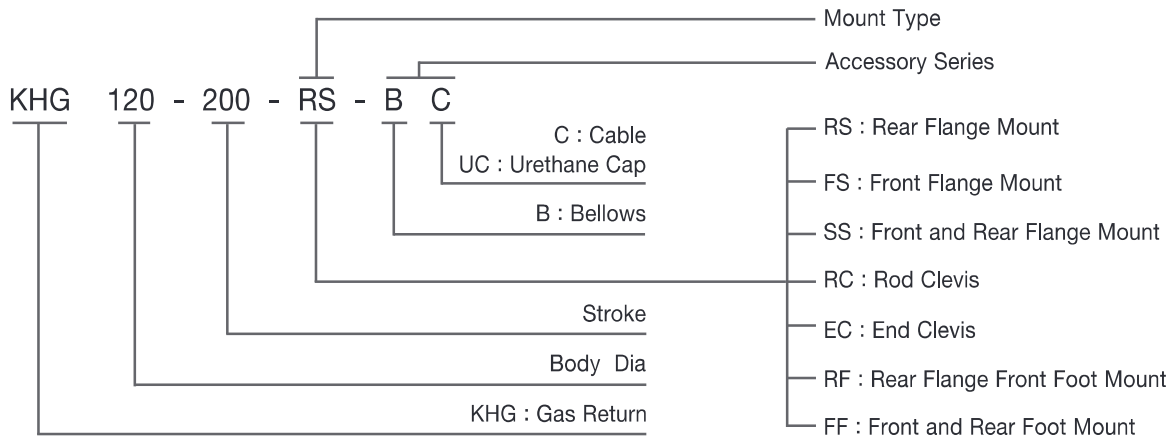 Mount Type
Accessory Series
KHG 120 - 200 - RS - B C
C : Cable
UC : Urethane Cap
B : Bellows
Stroke
Body Dia
KHG : Gas Return
RS : Rear Flange Mount
FS : Front Flange Mount
SS : Front and Rear Flange Mount
RC : Rod Clevis
EC : End Clevis
RF : Rear Flange Front Foot Mount
FF : Front and Rear Foot Mount